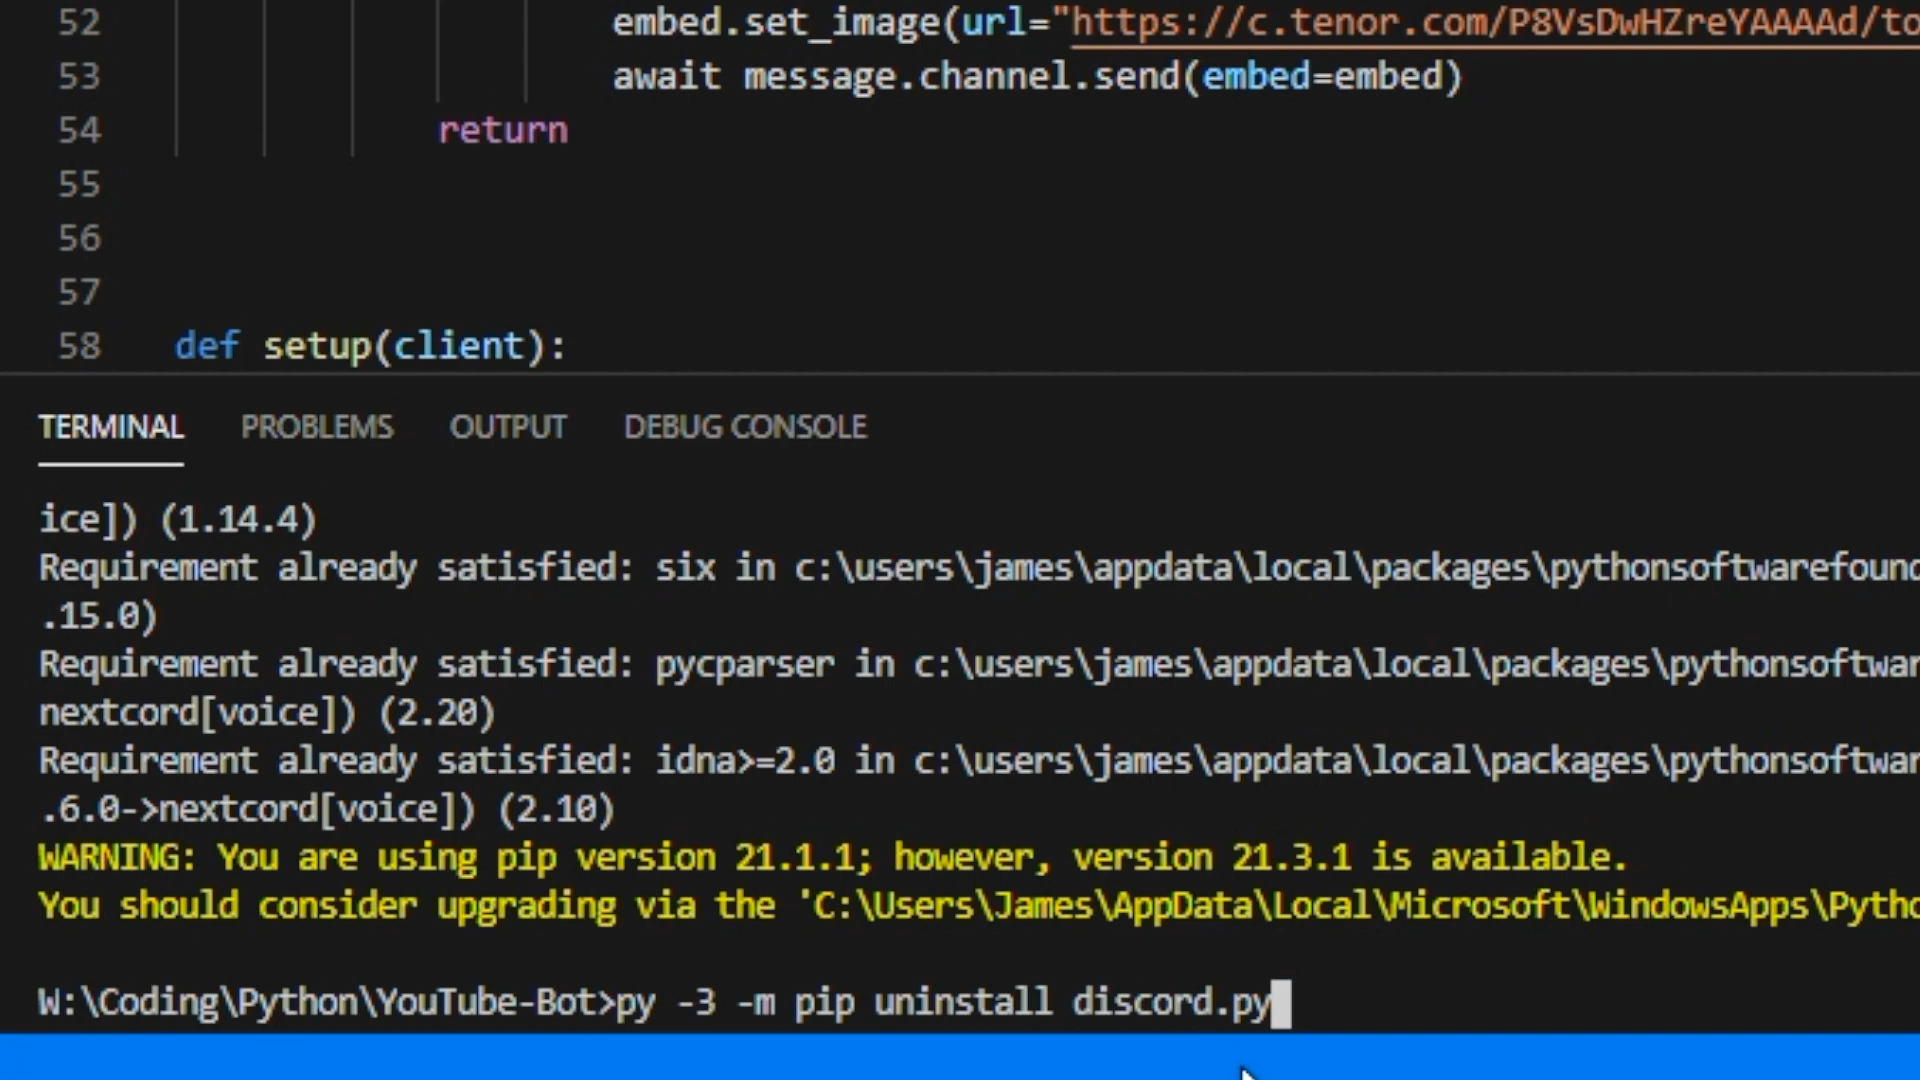 52 embed.set_image(url="https://c.tenor.com/P8VsDwHZreYAAAAd/to
53 await message.channel.send(embed=embed)
54 return
55
56
57
58 def setup(client):
TERMINAL PROBLEMS OUTPUT DEBUG CONSOLE
ice]) (1.14.4)
Requirement already satisfied: six in c:\users\james\appdata\local\packages\pythonsoftwarefound
.15.0)
Requirement already satisfied: pycparser in c:\users\james\appdata\local\packages\pythonsoftwar
nextcord[voice]) (2.20)
Requirement already satisfied: idna>=2.0 in c:\users\james\appdata\local\packages\pythonsoftwar
.6.0->nextcord[voice]) (2.10)
WARNING: You are using pip version 21.1.1; however, version 21.3.1 is available.
You should consider upgrading via the 'C:\Users\James\AppData\Local\Microsoft\WindowsApps\Pytho
W:\Coding\Python\YouTube-Bot>py -3 -m pip uninstall discord.py